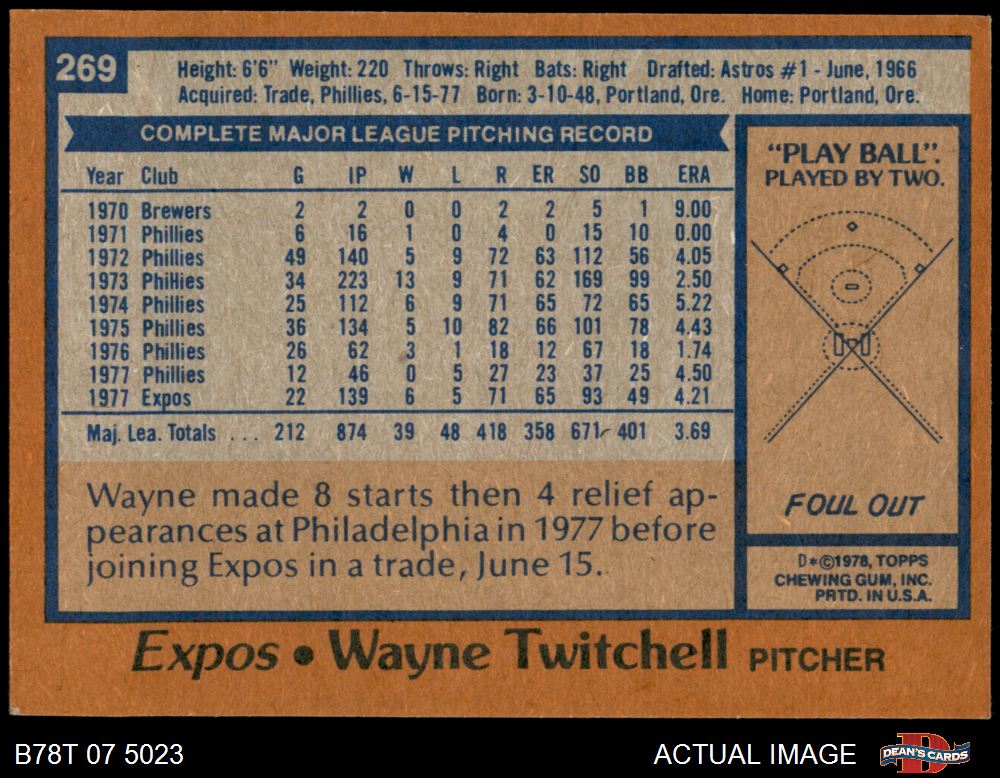 269
Height: 6'6" Weight: 220 Throws: Right Bats: Right Drafted: Astros #1 - June, 1966
Acquired: Trade, Phillies, 6-15-77 Born: 3-10-48, Portland, Ore. Home: Portland, Ore.
COMPLETE MAJOR LEAGUE PITCHING RECORD
Year Club G IP W L R ER SO BB ERA
1970 Brewers 2 2 0 0 2 2 5 1 9.00
1971 Phillies 6 16 1 0 4 0 15 10 0.00
1972 Phillies 49 140 5 9 72 63 112 56 4.05
1973 Phillies 34 223 13 9 71 62 169 99 2.50
1974 Phillies 25 112 6 9 71 65 72 65 5.22
1975 Phillies 36 134 5 10 82 66 101 78 4.43
1976 Phillies 26 62 3 1 18 12 67 18 1.74
1977 Phillies 12 46 0 5 27 23 37 25 4.50
1977 Expos 22 139 6 5 71 65 93 49 4.21
Maj. Lea. Totals . . . 212 874 39 48 418 358 671 401 3.69
Wayne made 8 starts then 4 relief ap-
pearances at Philadelphia in 1977 before
joining Expos in a trade, June 15.
"PLAY BALL".
PLAYED BY TWO.
FOUL OUT
D*©1978, TOPPS
CHEWING GUM, INC.
PRTD. IN U.S.A.
Expos • Wayne Twitchell PITCHER
B78T 07 5023 ACTUAL IMAGE
D
DEAN'S CARDS